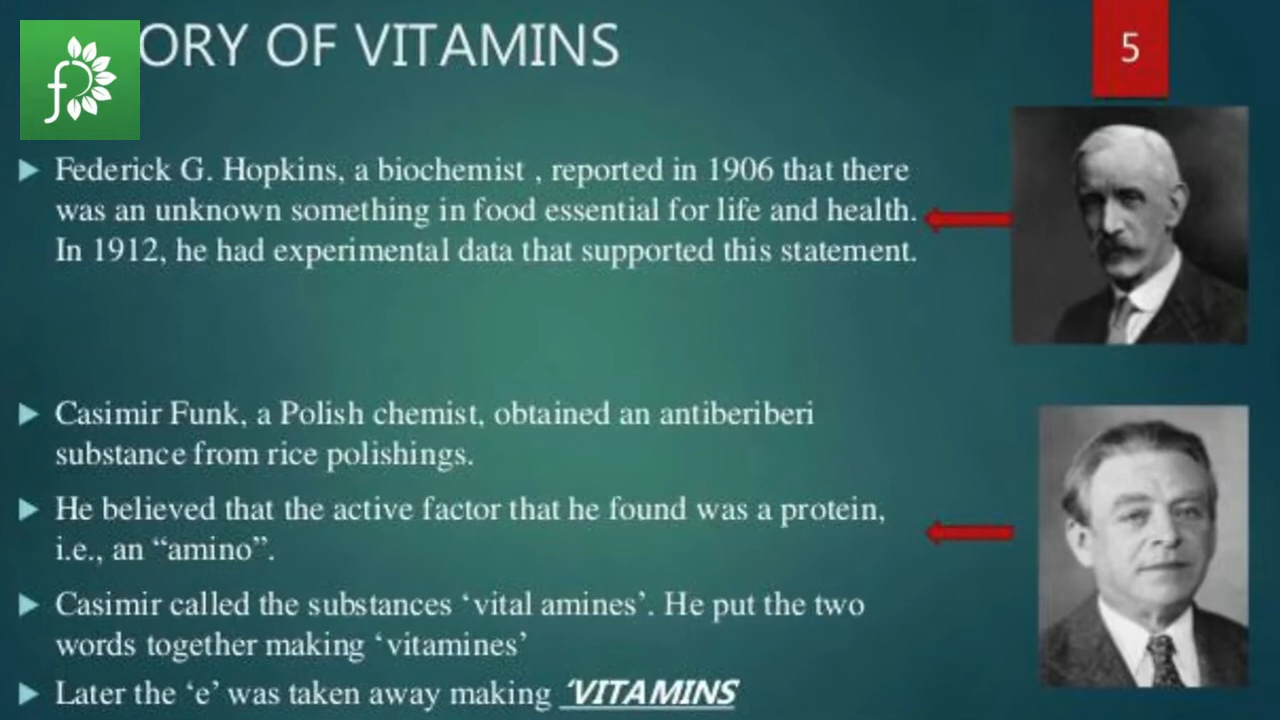 ORY OF VITAMINS
5
Federick G. Hopkins, a biochemist , reported in 1906 that there
was an unknown something in food essential for life and health.
In 1912, he had experimental data that supported this statement.
Casimir Funk, a Polish chemist, obtained an antiberiberi
substance from rice polishings.
He believed that the active factor that he found was a protein,
i.e., an “amino”.
Casimir called the substances ‘vital amines’. He put the two
words together making ‘vitamines’
Later the ‘e’ was taken away making ‘VITAMINS